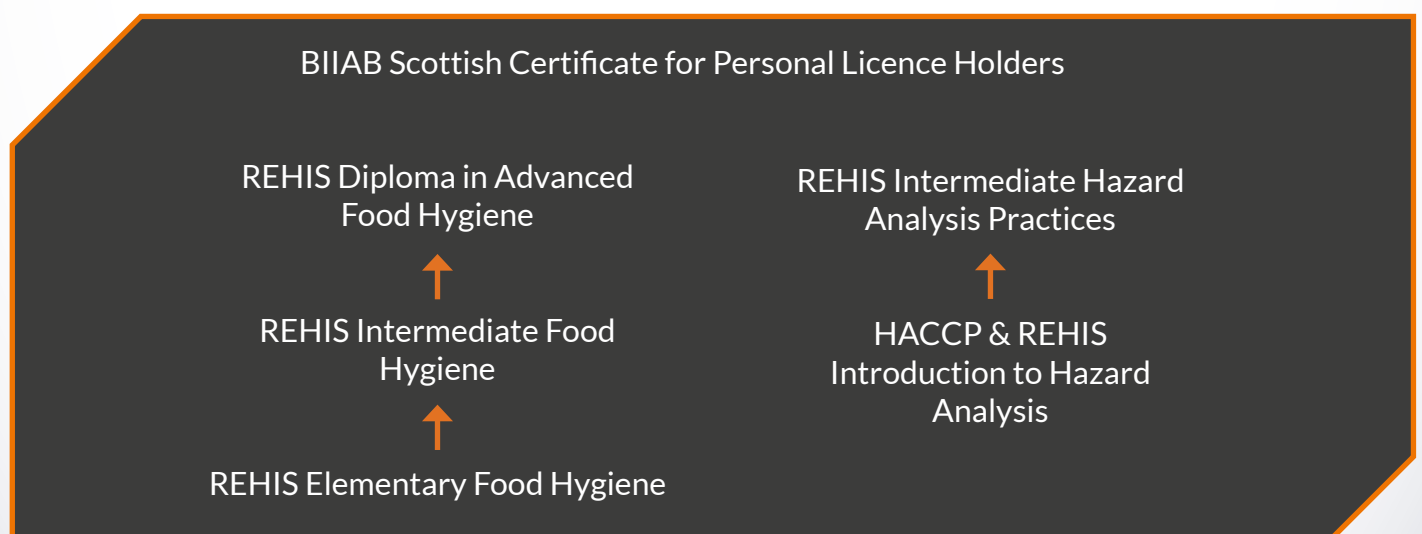 BIIAB Scottish Certificate for Personal Licence Holders
REHIS Diploma in Advanced
Food Hygiene
REHIS Intermediate Food
Hygiene
REHIS Elementary Food Hygiene
REHIS Intermediate Hazard
Analysis Practices
HACCP & REHIS
Introduction to Hazard
Analysis